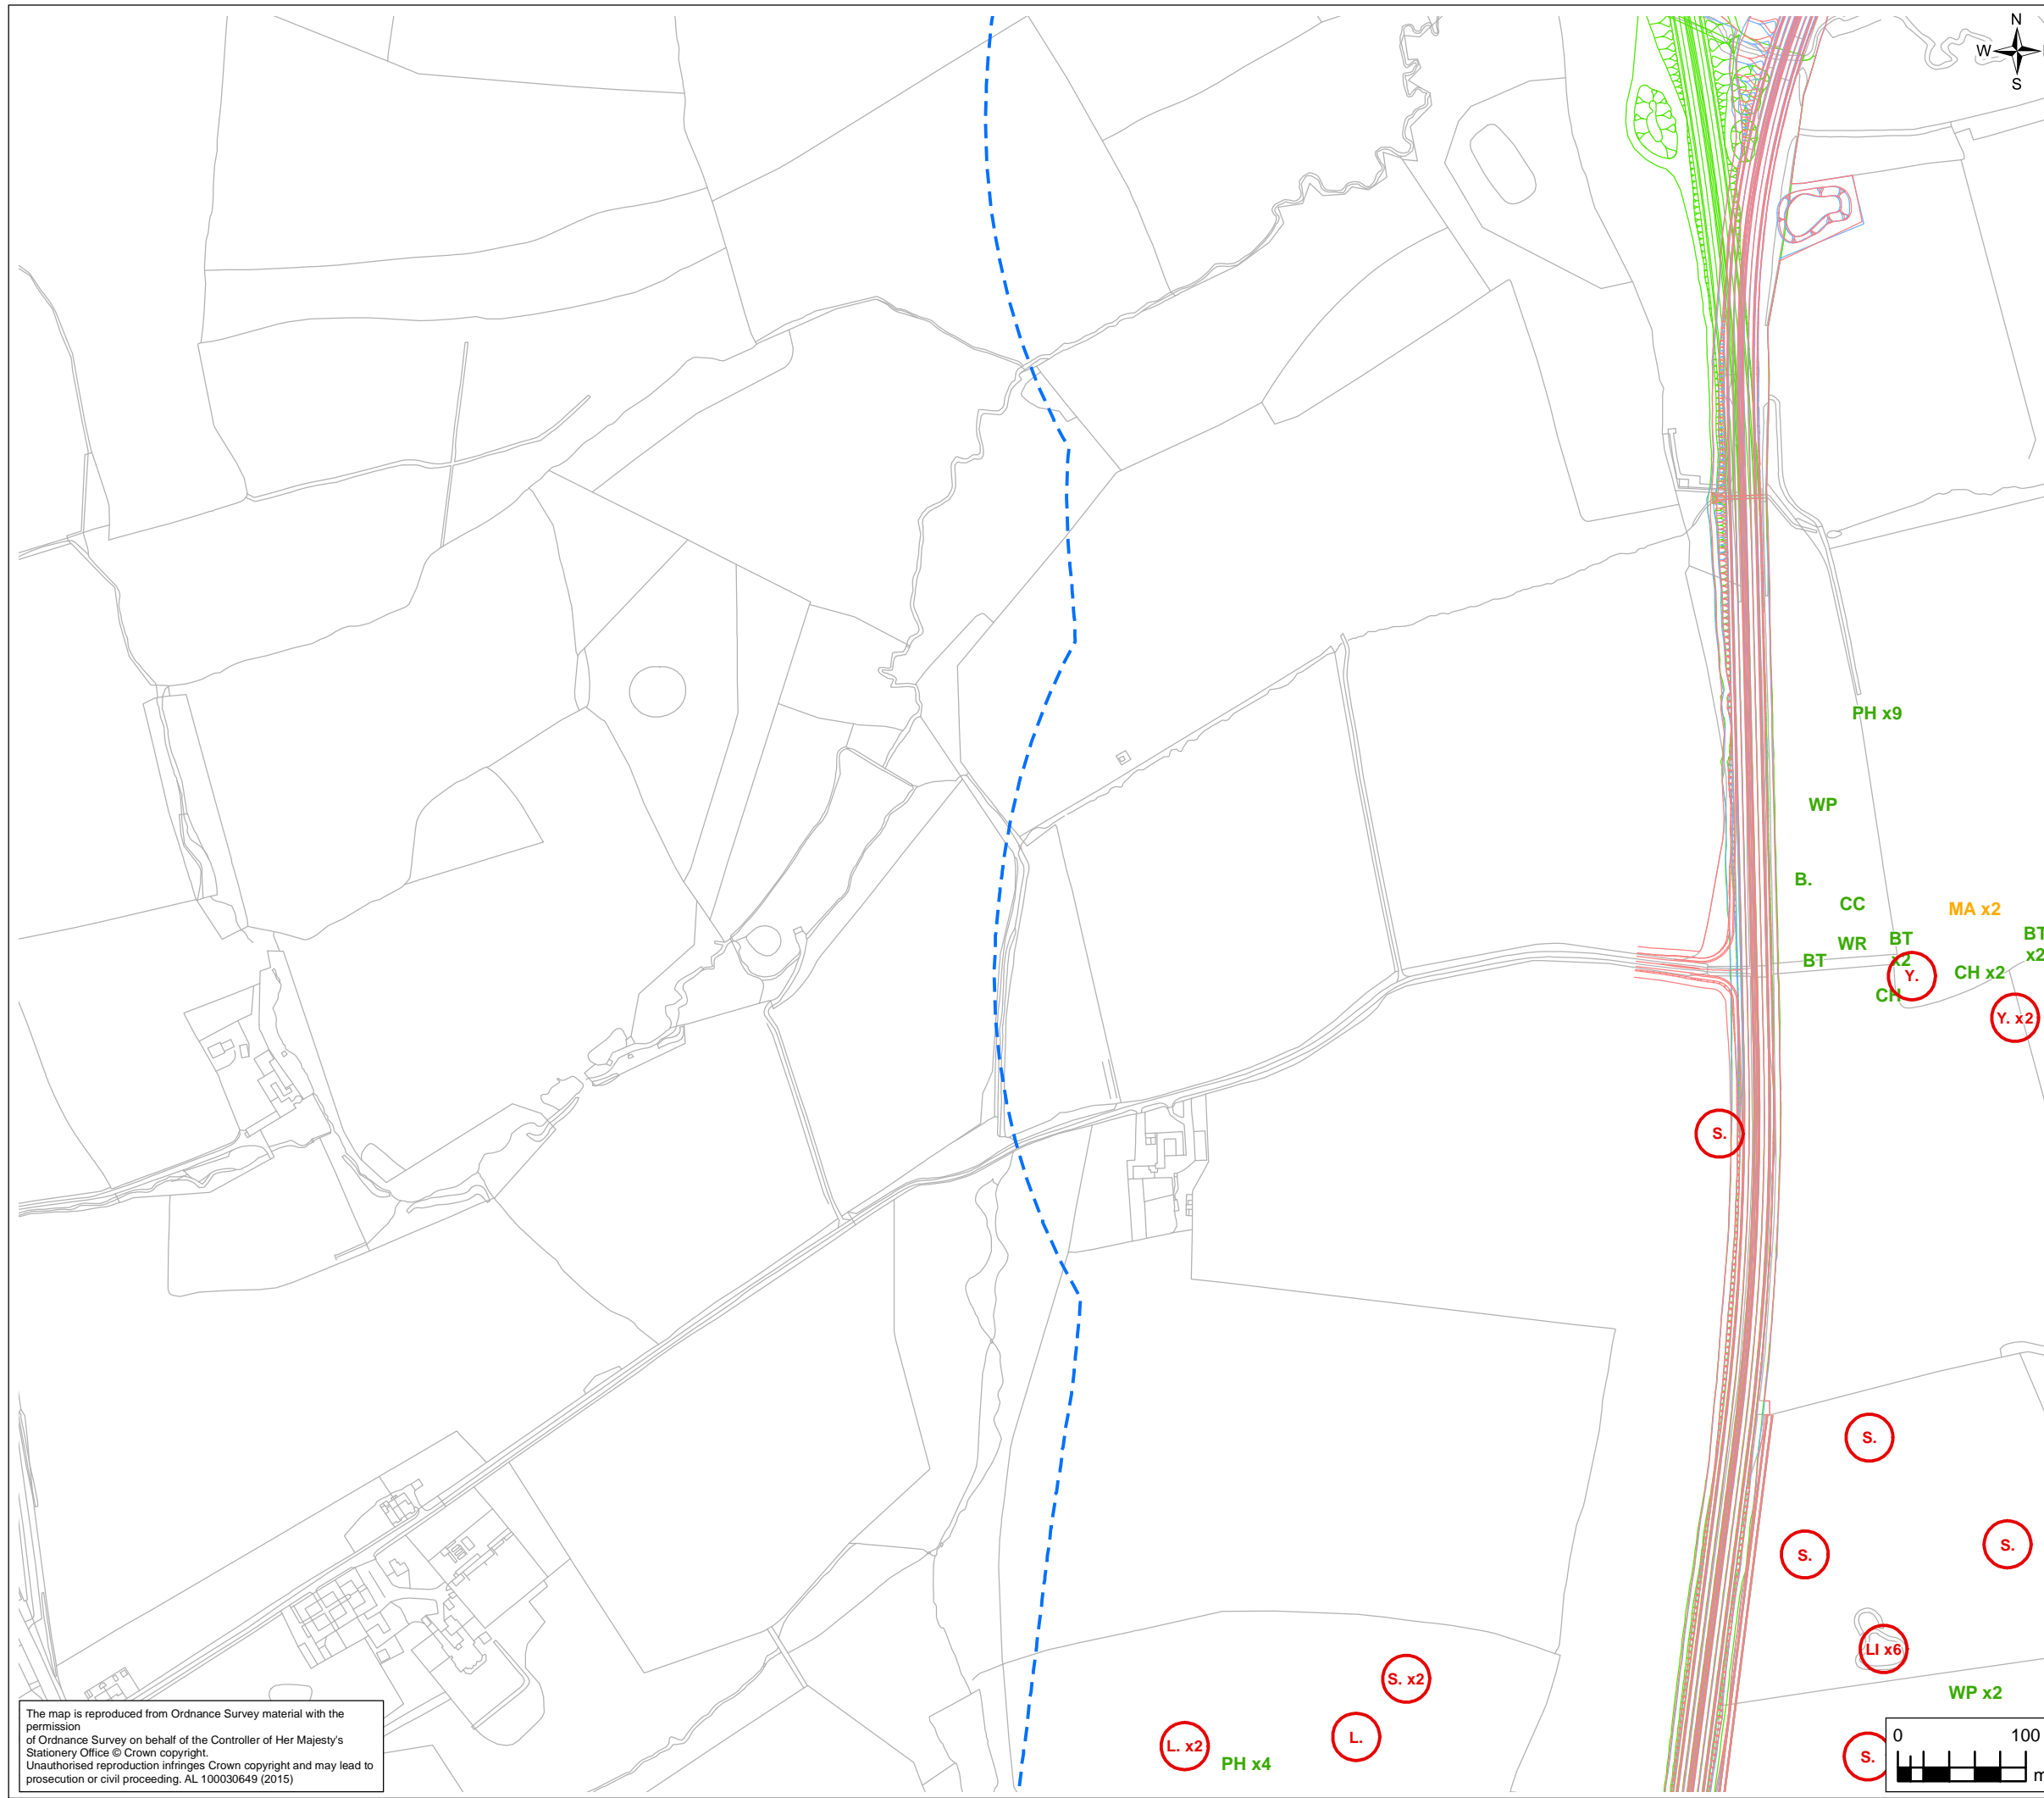 N
W
S
PH x9
WP
B.
CC
MA x2
WR
BT
x2
BT
x2
BT
Y.
CH x2
CH
Y. x2
S.
S.
S.
S.
LI x6
WP x2
S. x2
L.
L. x2
PH x4
S.
0 100
m
The map is reproduced from Ordnance Survey material with the
permission
of Ordnance Survey on behalf of the Controller of Her Majesty's
Stationery Office © Crown copyright.
Unauthorised reproduction infringes Crown copyright and may lead to
prosecution or civil proceeding. AL 100030649 (2015)